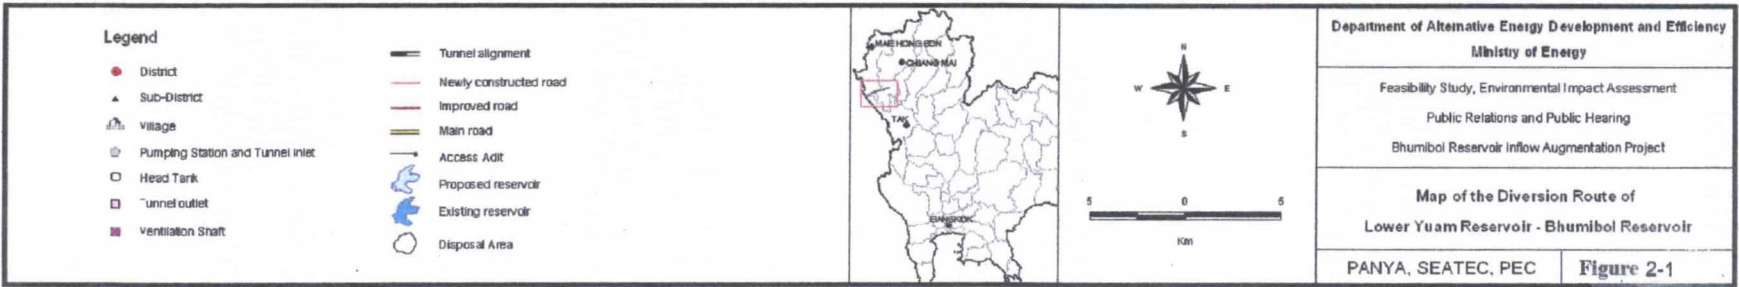 Legend
District
Sub-District
Village
Pumping Station and Tunnel inlet
Head Tank
Tunnel outlet
Ventilation Shaft
Tunnel alignment
Newly constructed road
Improved road
Main road
Access Adit
Proposed reservoir
Existing reservoir
Disposal Area
MAE HONG SON
CHIANG MAI
TAK
BANGKOK
N
W
E
S
5
0
5
Km
Department of Alternative Energy Development and Efficiency
Ministry of Energy
Feasibility Study, Environmental Impact Assessment
Public Relations and Public Hearing
Bhumibol Reservoir Inflow Augmentation Project
Map of the Diversion Route of
Lower Yuam Reservoir - Bhumibol Reservoir
PANYA, SEATEC, PEC
Figure 2-1